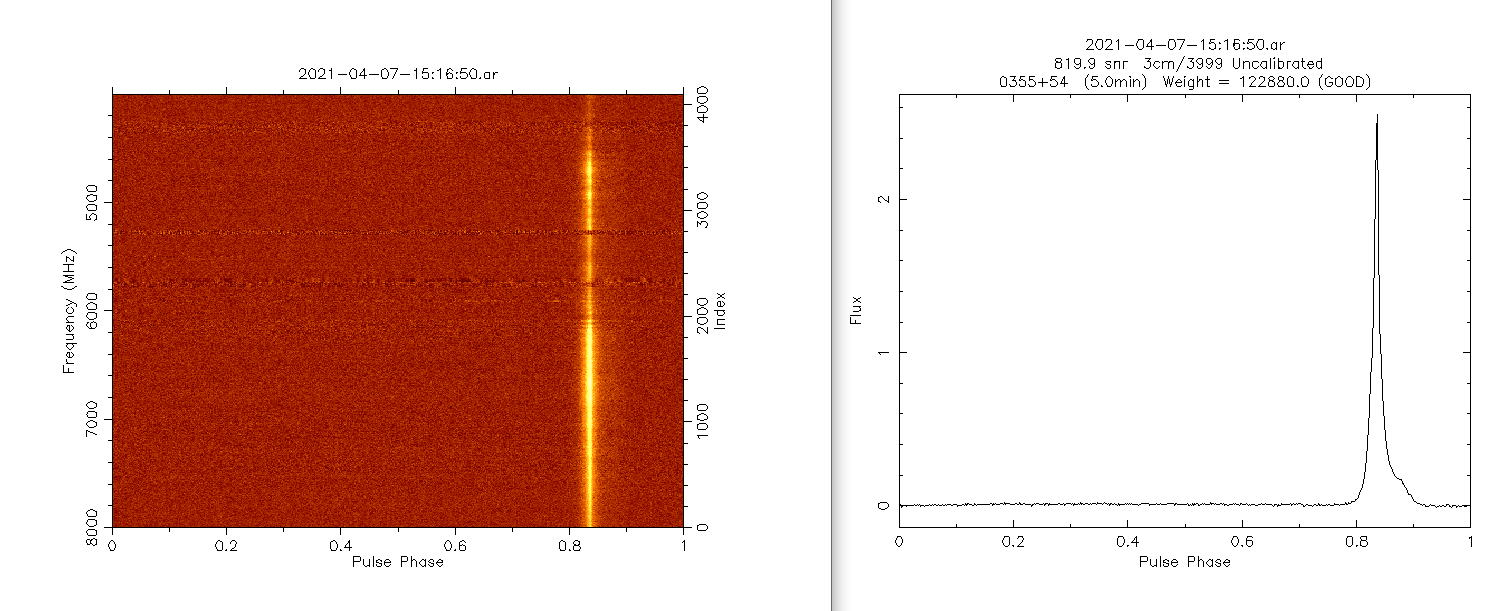 2021-04-07-15:16:50.ar
4000
3000
2000
1000
0
Index
5000
6000
7000
8000
Frequency (MHz)
0 0.2 0.4 0.6 0.8 1
Pulse Phase
2021-04-07-15:16:50.ar
819.9 snr 3cm/3999 Uncalibrated
0355+54 (5.0min) Weight = 122880.0 (GOOD)
2
1
0
Flux
0 0.2 0.4 0.6 0.8 1
Pulse Phase